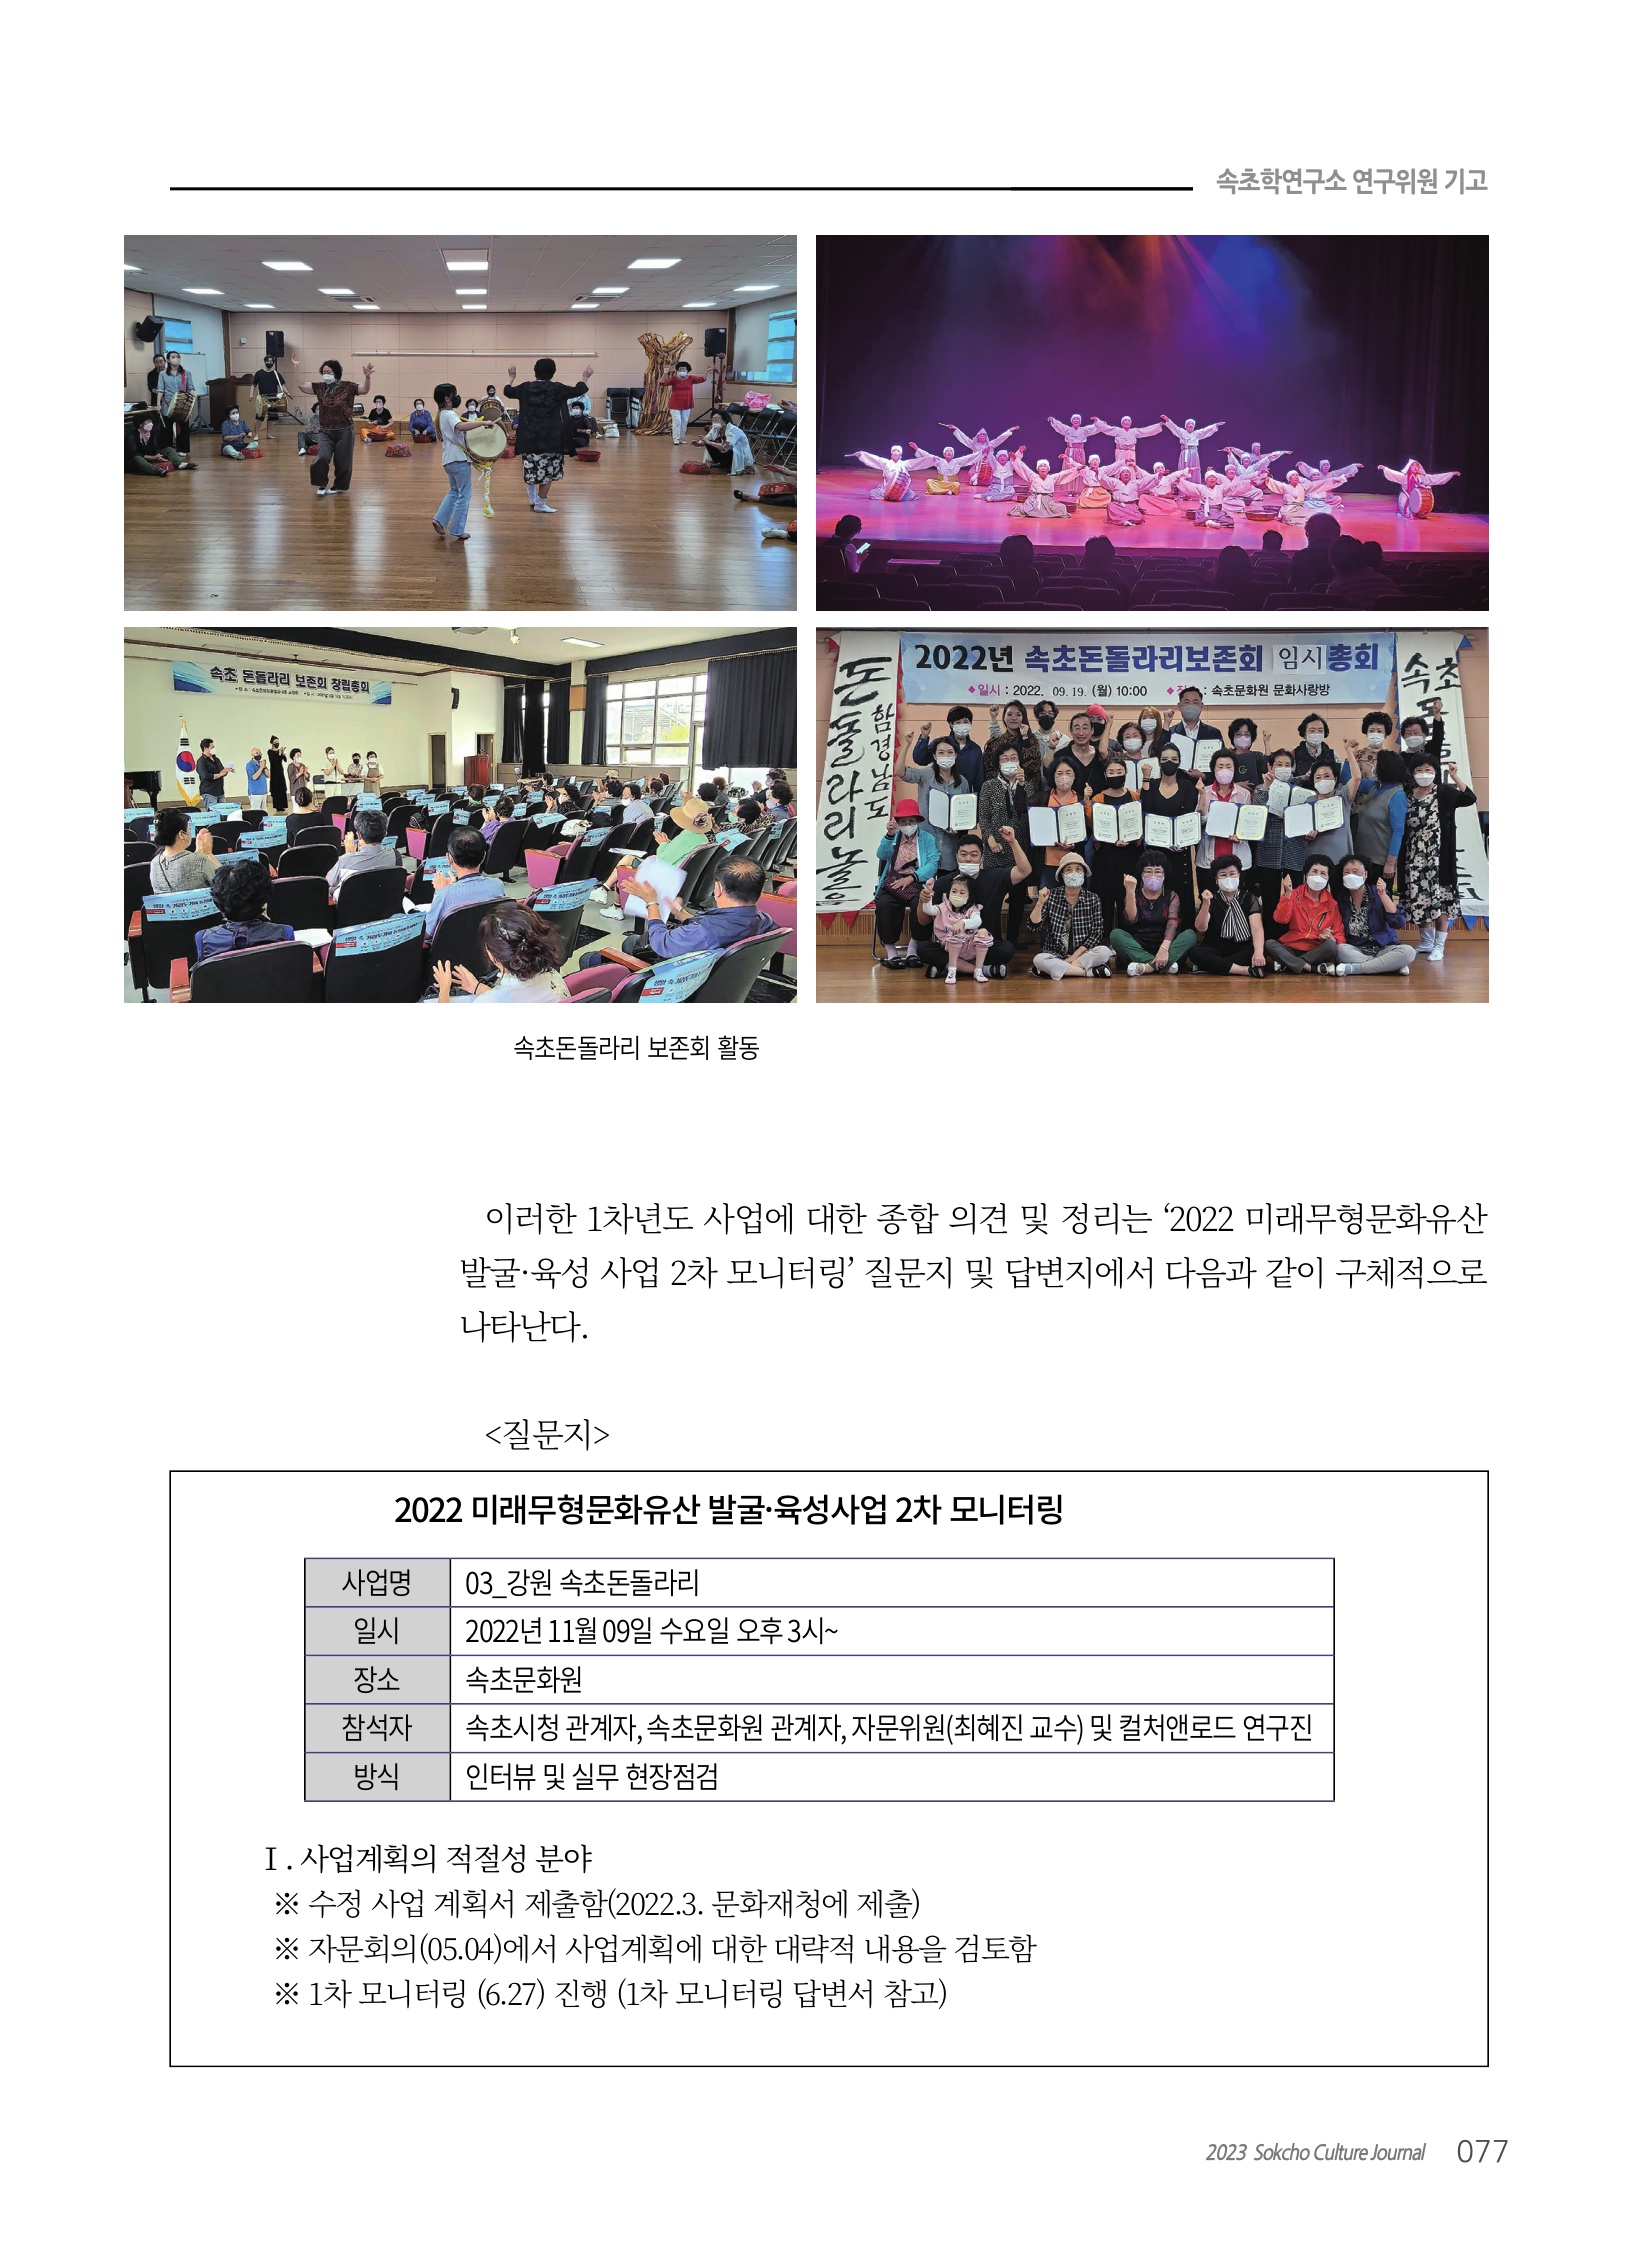 속초학연구소 연구위원 기고
속초 돈돌라리 보존회 창립총회
2022년 속초돈돌라리보존회 임시총회
◆일시 : 2022. 09. 19. (월) 10:00 ◆ : 속초문화원 문화사랑방
돈돌라리놀음
함경남도
속초
속초돈돌라리 보존회 활동
이러한 1차년도 사업에 대한 종합 의견 및 정리는 ‘2022 미래무형문화유산
발굴·육성 사업 2차 모니터링’ 질문지 및 답변지에서 다음과 같이 구체적으로
나타난다.
<질문지>
2022 미래무형문화유산 발굴·육성사업 2차 모니터링
사업명 03_강원 속초돈돌라리
일시 2022년 11월 09일 수요일 오후 3시~
장소 속초문화원
참석자 속초시청 관계자, 속초문화원 관계자, 자문위원(최혜진 교수) 및 컬처앤로드 연구진
방식 인터뷰 및 실무 현장점검
Ⅰ. 사업계획의 적절성 분야
※ 수정 사업 계획서 제출함(2022.3. 문화재청에 제출)
※ 자문회의(05.04)에서 사업계획에 대한 대략적 내용을 검토함
※ 1차 모니터링 (6.27) 진행 (1차 모니터링 답변서 참고)
2023 Sokcho Culture Journal 077